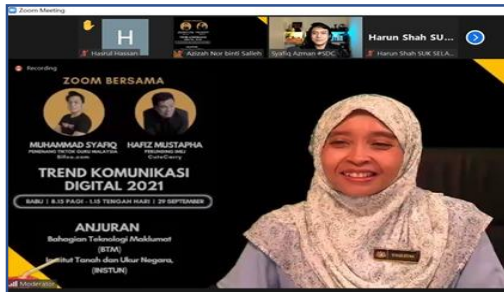 Zoom Meeting
H
Hasrul Hassan
Azizah Nor binti Salleh
Syafiq Azman #SDC
Harun Shah SU...
Harun Shah SUK SELA...
Recording
ZOOM BERSAMA
MUHAMMAD SYAFIQ
HAFIZ MUSTAPHA
TREND KOMUNIKASI
DIGITAL 2021
RABU | 8.15 PAGI - 1.15 TENGAH HARI | 29 SEPTEMBER
ANJURAN
Bahagian Teknologi Maklumat
(BTM)
Institut Tanah dan Ukur Negara,
(INSTUN)
Moderator